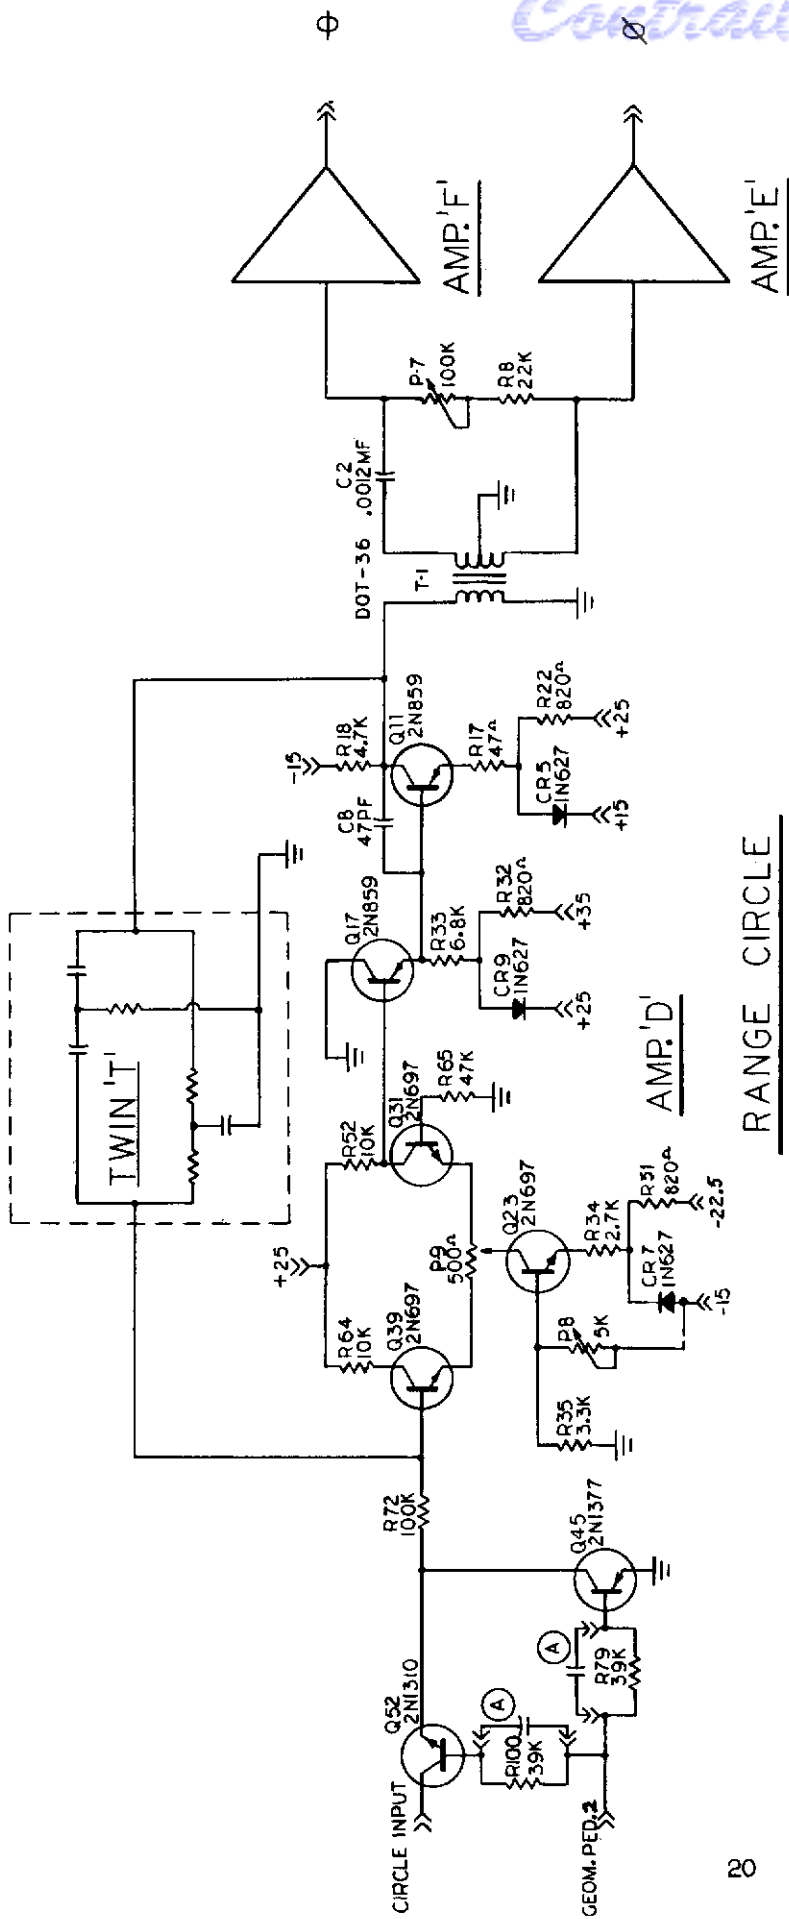 CIRCLE INPUT
Q52
2N1310
R100
39K
A
GEOM. PED. 2
A
R79
39K
Q45
2N1377
R72
100K
TWIN 'T'
+25
R64
10K
Q39
2N697
R52
10K
Q31
2N697
R65
47K
P9
500Ω
Q23
2N697
R35
3.3K
P8
5K
R34
2.7K
CR7
1N627
R31
820Ω
-15
-22.5
Q17
2N859
R33
6.8K
CR9
1N627
R32
820Ω
+25
+35
C8
47PF
-15
R18
4.7K
Q11
2N859
R17
47Ω
CR5
1N627
R22
820Ω
+15
+25
AMP. 'D'
DOT-36
T-1
C2
.0012MF
P-7
100K
R8
22K
AMP. 'F'
AMP. 'E'
Φ
Ø
RANGE CIRCLE
20